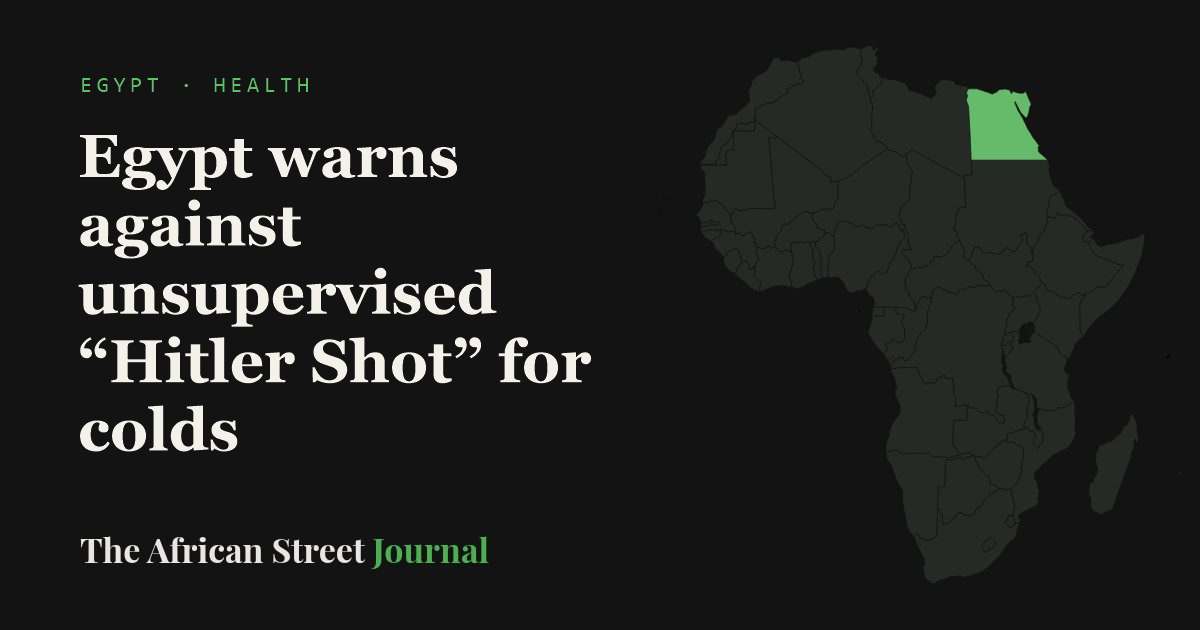 EGYPT · HEALTH
Egypt warns
against
unsupervised
“Hitler Shot” for
colds
The African Street Journal